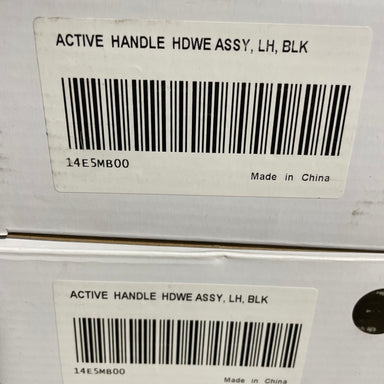 ACTIVE HANDLE HDWE ASSY, LH, BLK
14E5MB00
Made in China
ACTIVE HANDLE HDWE ASSY, LH, BLK
14E5MB00
Made in China